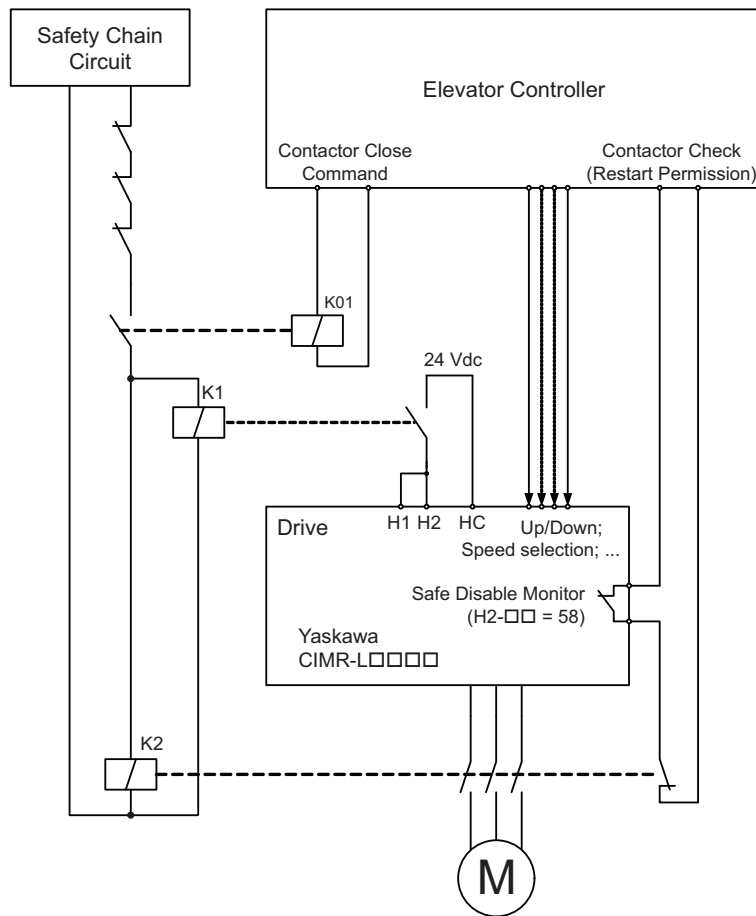 Safety Chain
Circuit
Elevator Controller
Contactor Close
Command
Contactor Check
(Restart Permission)
K01
24 Vdc
K1
H1
H2
HC
Drive
Up/Down;
Speed selection; ...
Safe Disable Monitor
(H2-□□ = 58)
Yaskawa
CIMR-L□□□□
K2
M